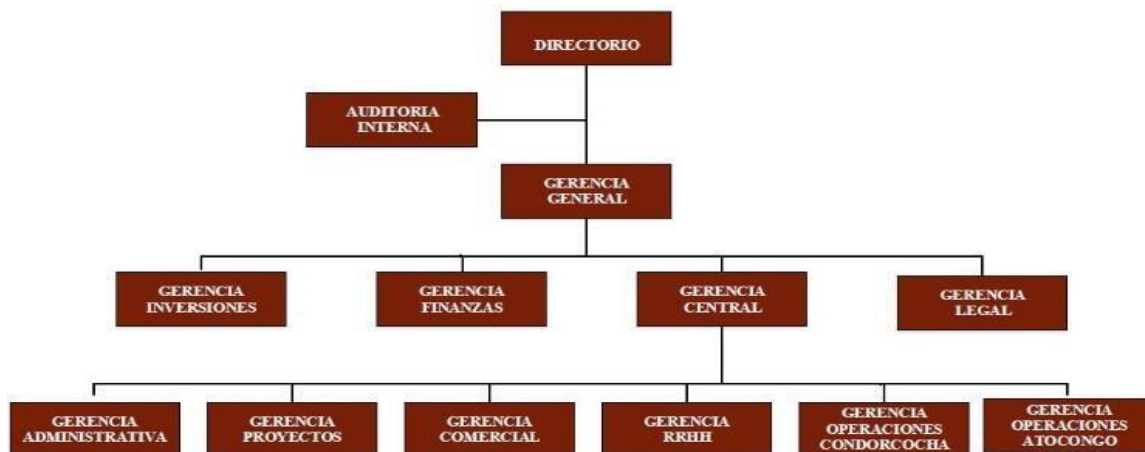 DIRECTORIO
AUDITORIA
INTERNA
GERENCIA
GENERAL
GERENCIA
INVERSIONES
GERENCIA
FINANZAS
GERENCIA
CENTRAL
GERENCIA
LEGAL
GERENCIA
ADMINISTRATIVA
GERENCIA
PROYECTOS
GERENCIA
COMERCIAL
GERENCIA
RRHH
GERENCIA
OPERACIONES
CONDORCOCHA
GERENCIA
OPERACIONES
ATOCONGO